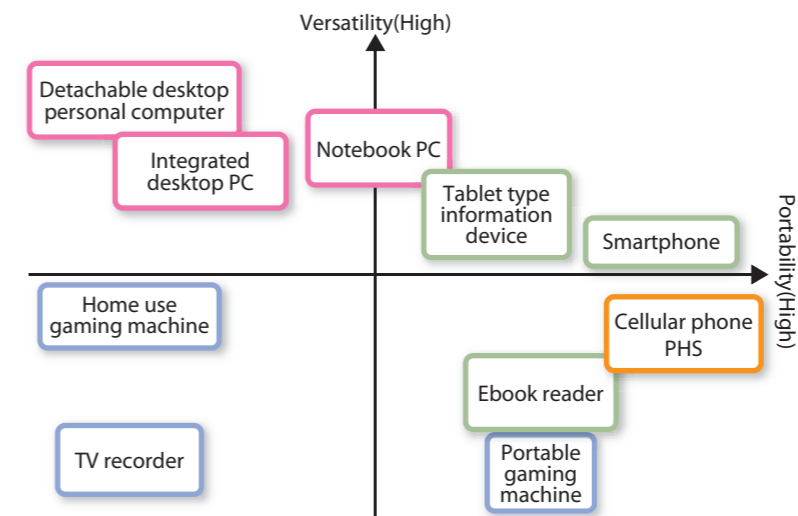 Versatility(High)
Detachable desktop
personal computer
Integrated
desktop PC
Notebook PC
Tablet type
information
device
Smartphone
Portability(High)
Home use
gaming machine
Cellular phone
PHS
Ebook reader
TV recorder
Portable
gaming
machine